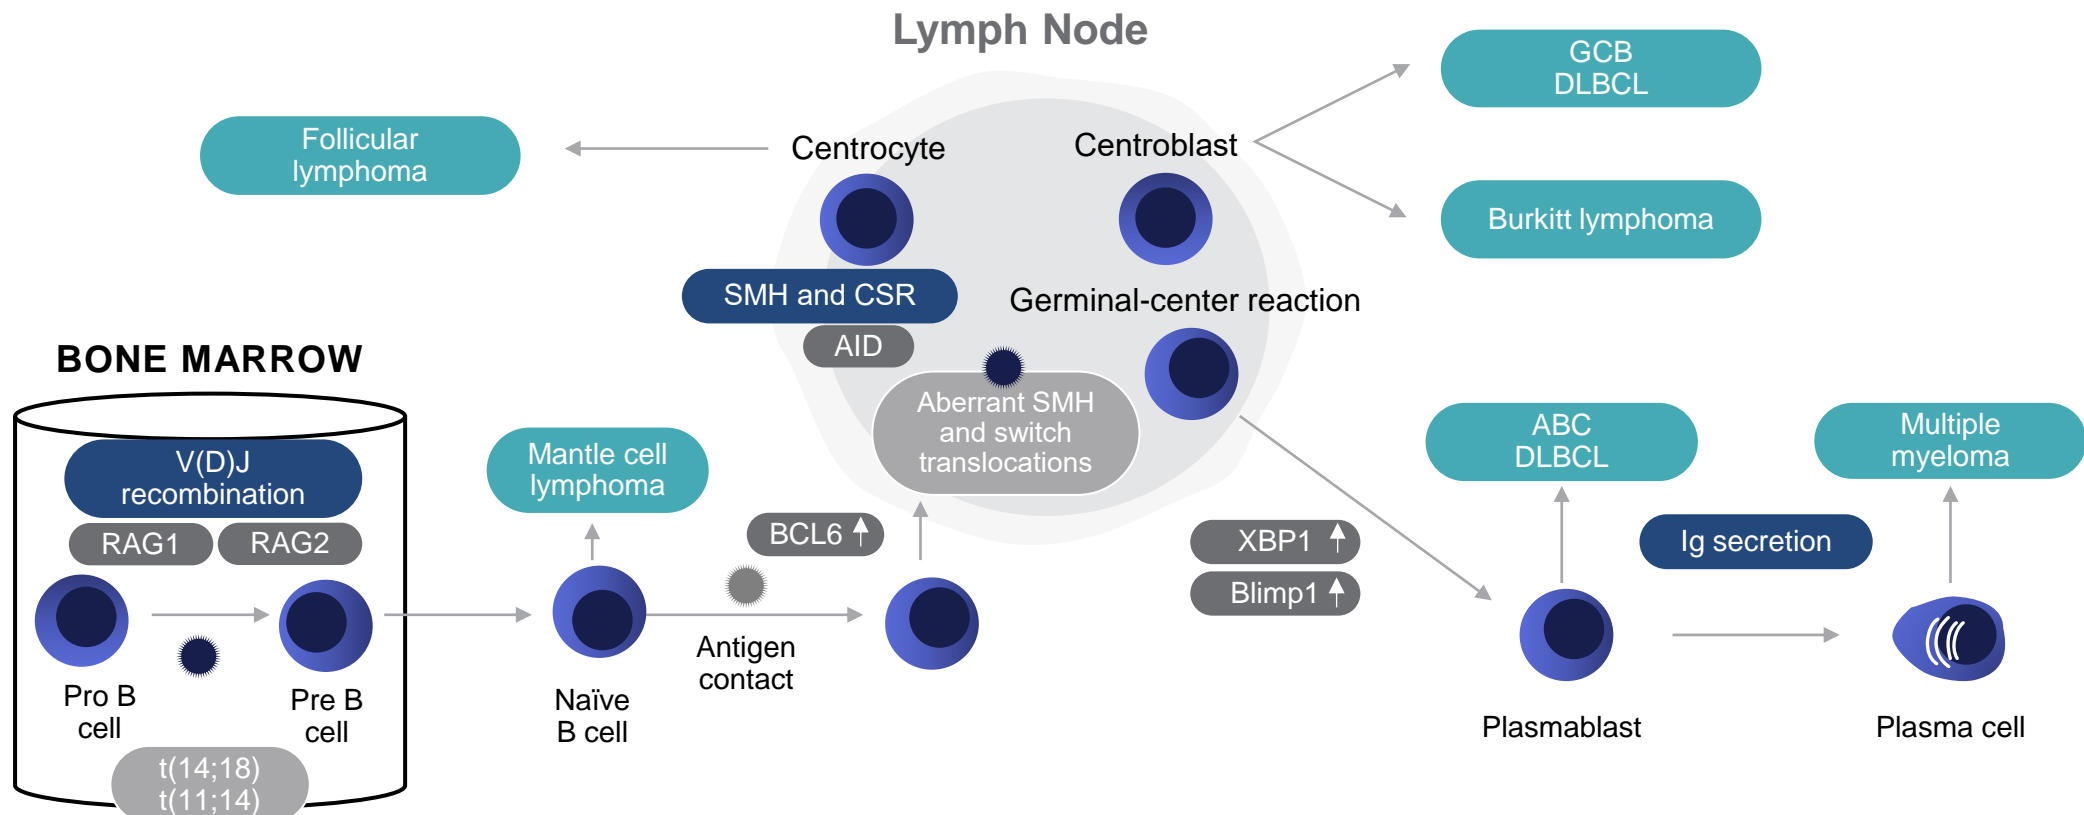 Lymph Node
GCB
DLBCL
Follicular
lymphoma
Centrocyte
Centroblast
Burkitt lymphoma
SMH and CSR
Germinal-center reaction
AID
BONE MARROW
Aberrant SMH
and switch
translocations
V(D)J
recombination
RAG1
RAG2
Mantle cell
lymphoma
BCL6
ABC
DLBCL
Multiple
myeloma
XBP1
Blimp1
Ig secretion
Antigen
contact
Pro B
cell
Pre B
cell
Naïve
B cell
Plasmablast
Plasma cell
t(14;18)
t(11;14)